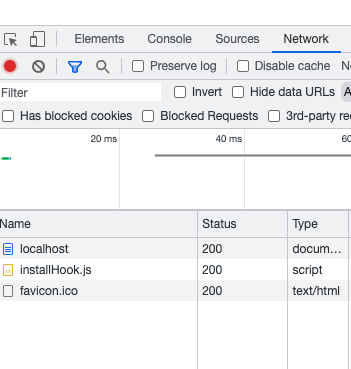 Elements Console Sources Network
Preserve log Disable cache
Filter Invert Hide data URLs
Has blocked cookies Blocked Requests 3rd-party
20 ms 40 ms 60
Name Status Type
localhost 200 docum...
installHook.js 200 script
favicon.ico 200 text/html